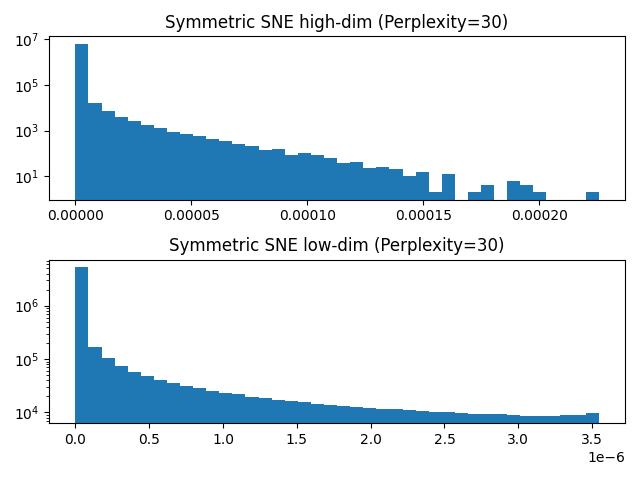 Symmetric SNE high-dim (Perplexity=30)
10^7
10^5
10^3
10^1
0.00000 0.00005 0.00010 0.00015 0.00020
Symmetric SNE low-dim (Perplexity=30)
10^6
10^5
10^4
0.0 0.5 1.0 1.5 2.0 2.5 3.0 3.5
1e−6